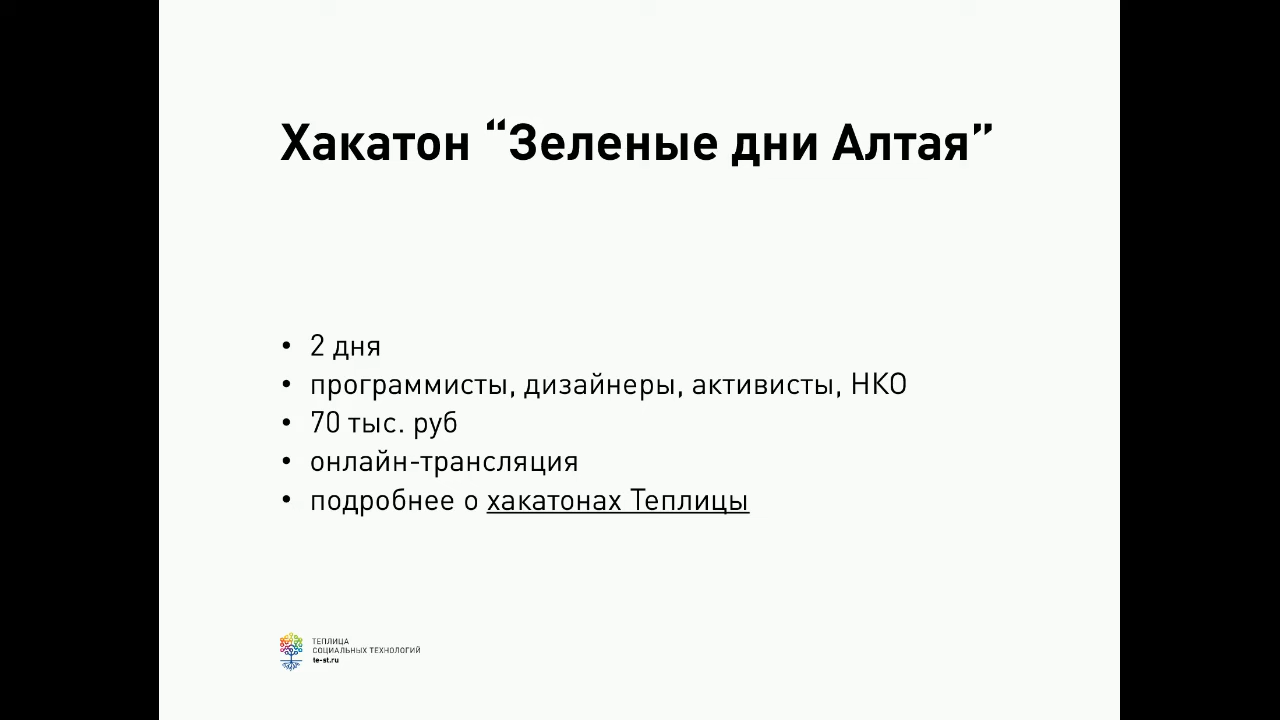 Хакатон “Зеленые дни Алтая”
• 2 дня
• программисты, дизайнеры, активисты, НКО
• 70 тыс. руб
• онлайн-трансляция
• подробнее о хакатонах Теплицы
ТЕПЛИЦА
СОЦИАЛЬНЫХ ТЕХНОЛОГИЙ
te-st.ru